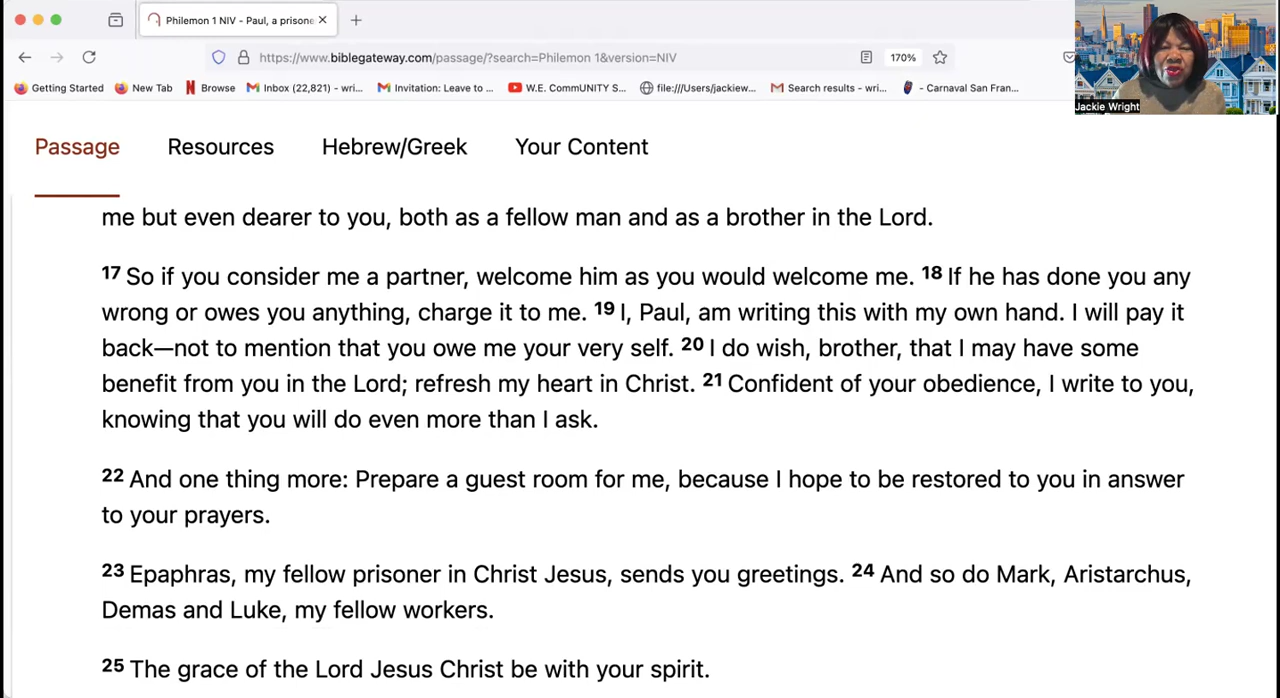 Philemon 1 NIV - Paul, a prisone
https://www.biblegateway.com/passage/?search=Philemon 1&version=NIV
170%
Getting Started
New Tab
Browse
Inbox (22,821) - wri...
Invitation: Leave to ...
W.E. CommUNITY S...
file:///Users/jackiew...
Search results - wri...
- Carnaval San Fran...
Jackie Wright
Passage
Resources
Hebrew/Greek
Your Content
me but even dearer to you, both as a fellow man and as a brother in the Lord.
17 So if you consider me a partner, welcome him as you would welcome me. 18 If he has done you any
wrong or owes you anything, charge it to me. 19 I, Paul, am writing this with my own hand. I will pay it
back—not to mention that you owe me your very self. 20 I do wish, brother, that I may have some
benefit from you in the Lord; refresh my heart in Christ. 21 Confident of your obedience, I write to you,
knowing that you will do even more than I ask.
22 And one thing more: Prepare a guest room for me, because I hope to be restored to you in answer
to your prayers.
23 Epaphras, my fellow prisoner in Christ Jesus, sends you greetings. 24 And so do Mark, Aristarchus,
Demas and Luke, my fellow workers.
25 The grace of the Lord Jesus Christ be with your spirit.